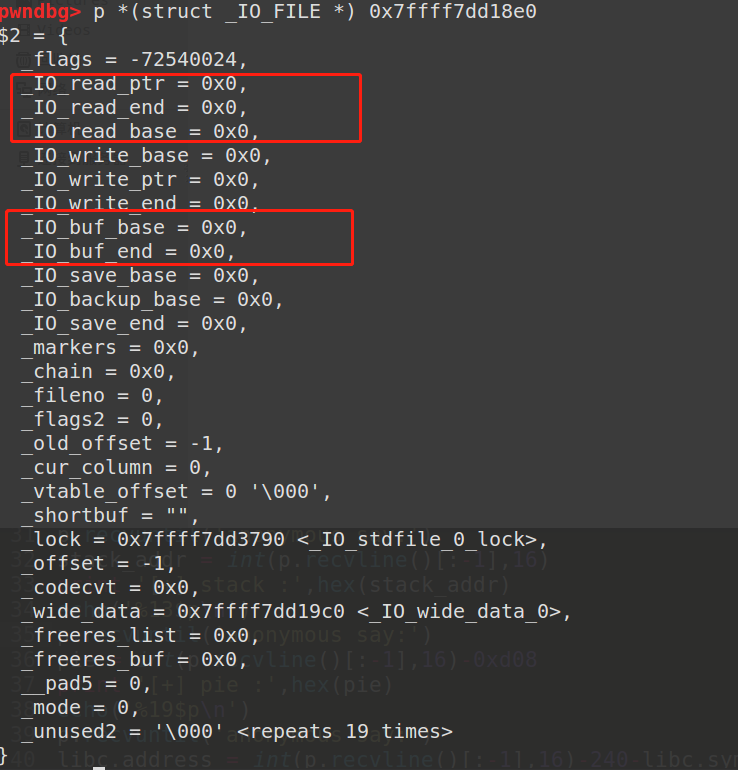 pwndbg> p *(struct _IO_FILE *) 0x7ffff7dd18e0
$2 = {
  _flags = -72540024,
  _IO_read_ptr = 0x0,
  _IO_read_end = 0x0,
  _IO_read_base = 0x0,
  _IO_write_base = 0x0,
  _IO_write_ptr = 0x0,
  _IO_write_end = 0x0,
  _IO_buf_base = 0x0,
  _IO_buf_end = 0x0,
  _IO_save_base = 0x0,
  _IO_backup_base = 0x0,
  _IO_save_end = 0x0,
  _markers = 0x0,
  _chain = 0x0,
  _fileno = 0,
  _flags2 = 0,
  _old_offset = -1,
  _cur_column = 0,
  _vtable_offset = 0 '\000',
  _shortbuf = "",
  _lock = 0x7ffff7dd3790 <_IO_stdfile_0_lock>,
  _offset = -1,
  _codecvt = 0x0,
  _wide_data = 0x7ffff7dd19c0 <_IO_wide_data_0>,
  _freeres_list = 0x0,
  _freeres_buf = 0x0,
  __pad5 = 0,
  _mode = 0,
  _unused2 = '\000' <repeats 19 times>
}